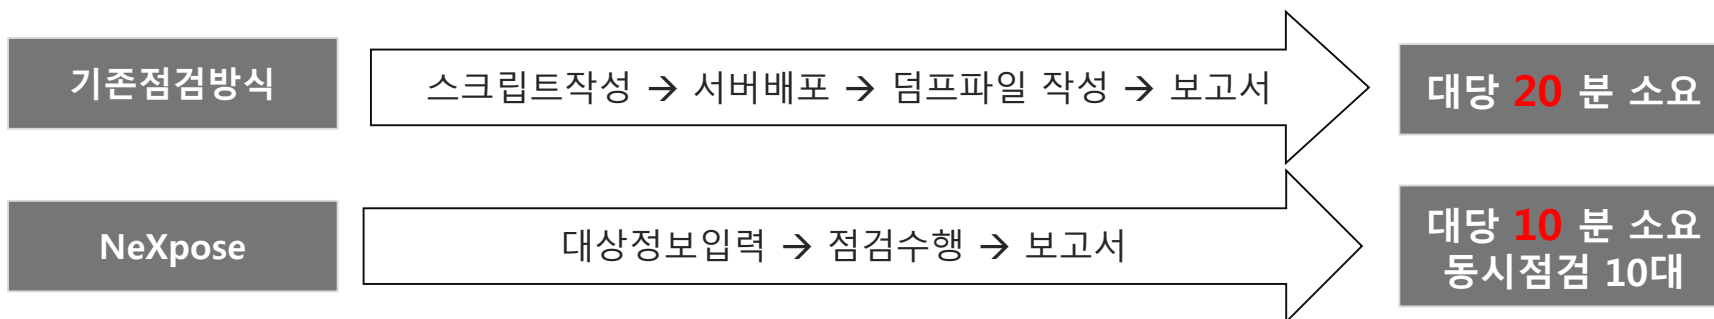 기존점검방식
스크립트작성 → 서버배포 → 덤프파일 작성 → 보고서
대당 20 분 소요
NeXpose
대상정보입력 → 점검수행 → 보고서
대당 10 분 소요
동시점검 10대